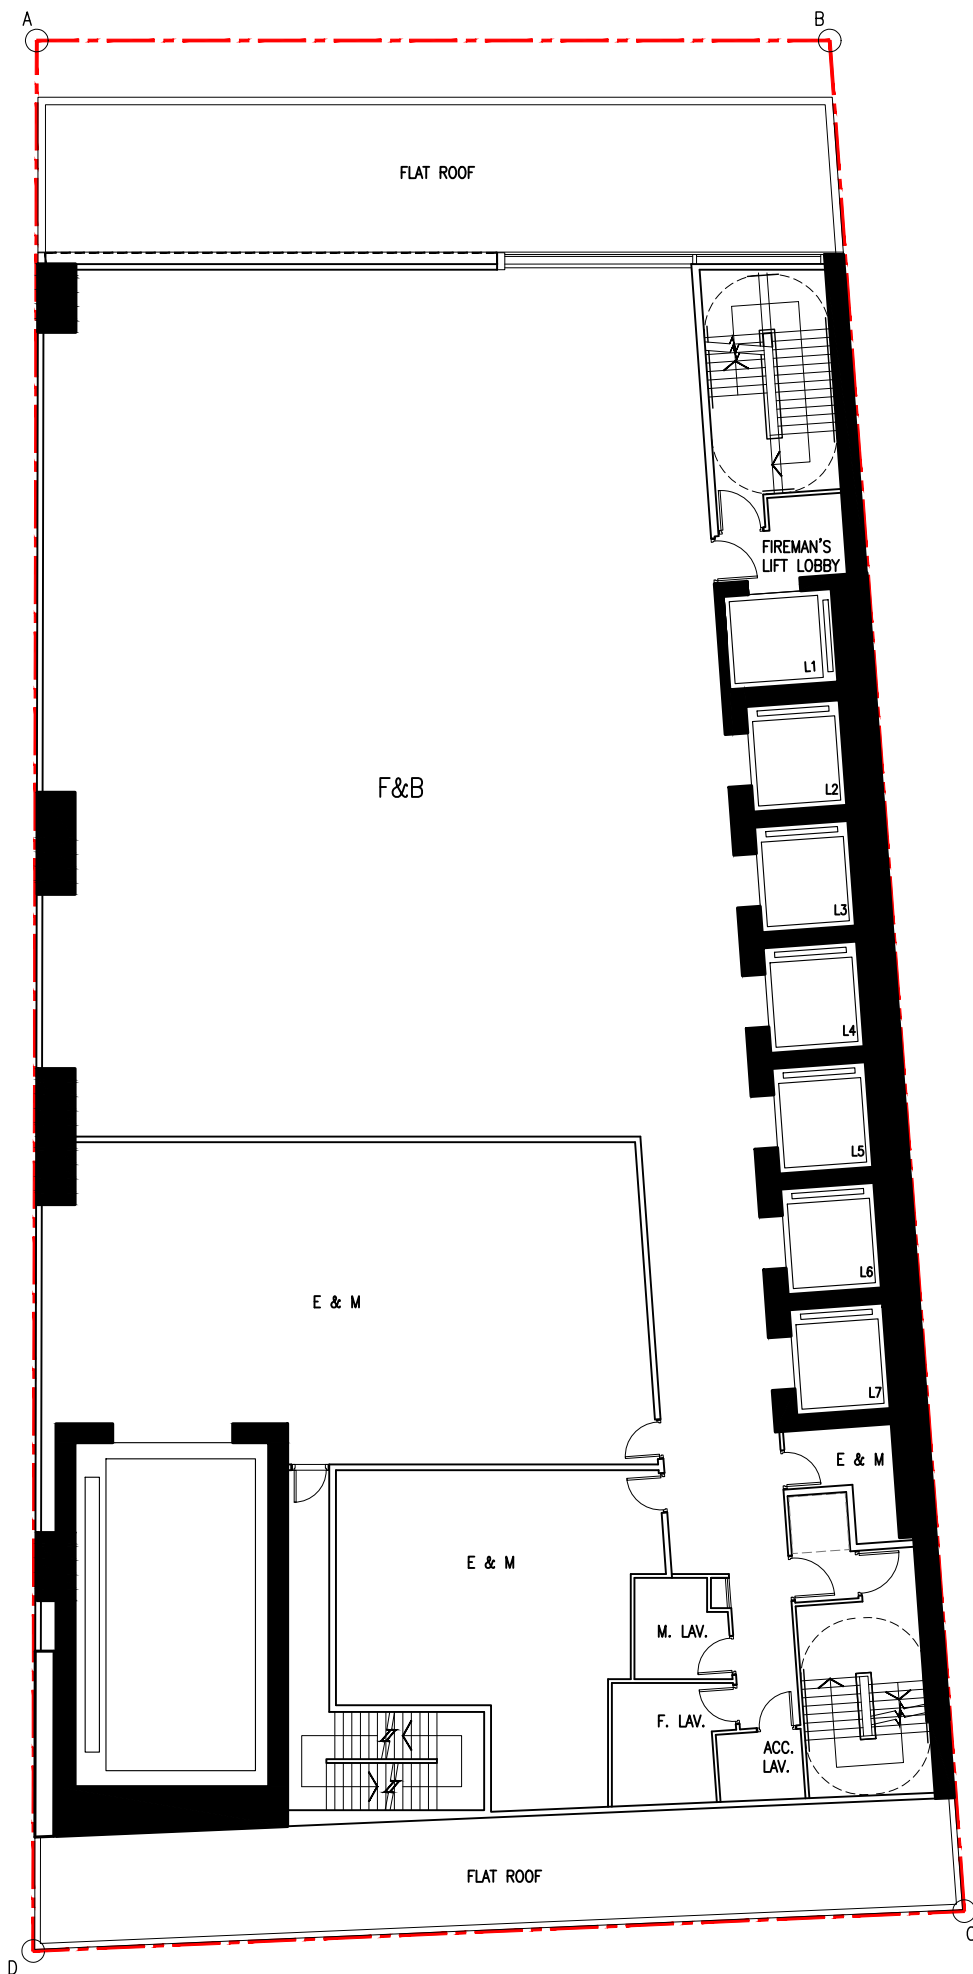 A
B
FLAT ROOF
FIREMAN'S
LIFT LOBBY
L1
F&B
L2
L3
L4
L5
L6
E & M
L7
E & M
E & M
M. LAV.
F. LAV.
ACC.
LAV.
FLAT ROOF
C
D